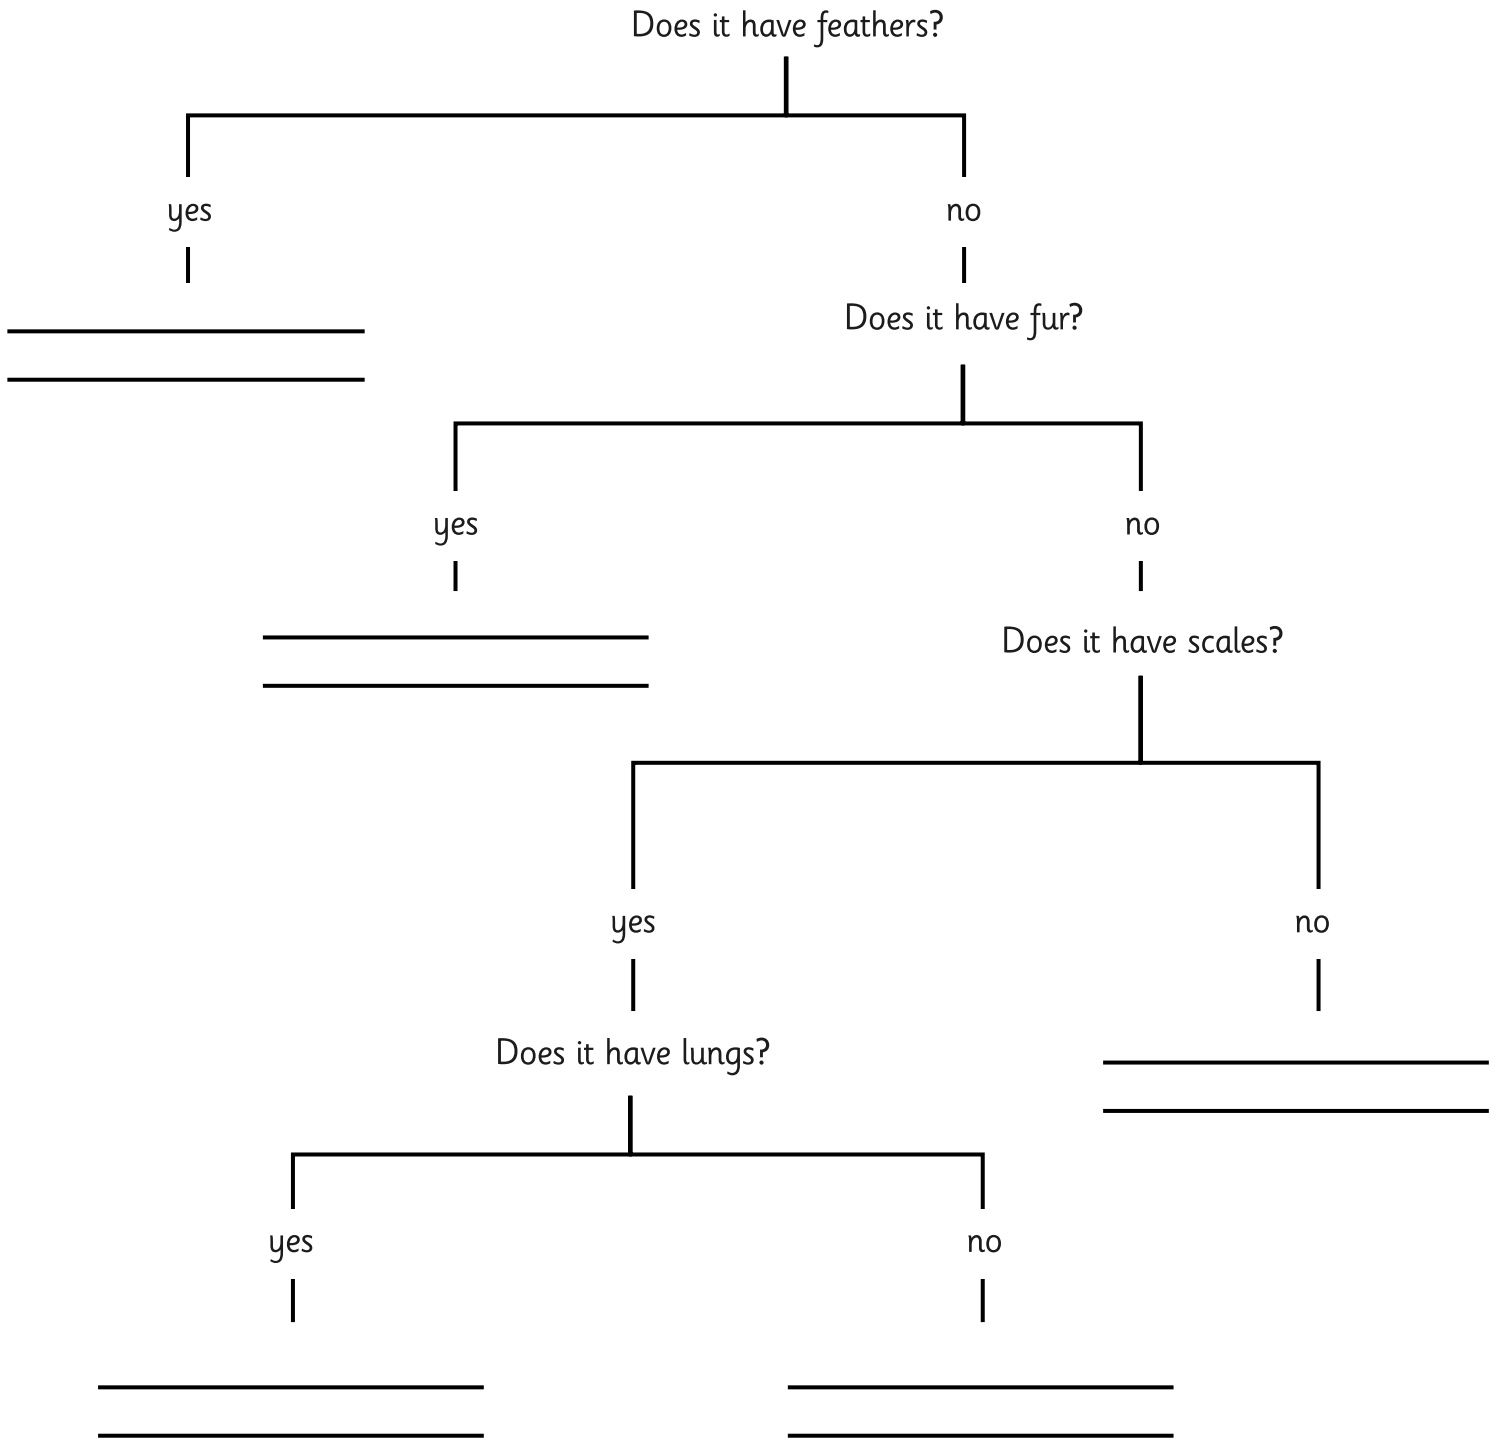 Does it have feathers?
yes
no
Does it have fur?
yes
no
Does it have scales?
yes
no
Does it have lungs?
yes
no